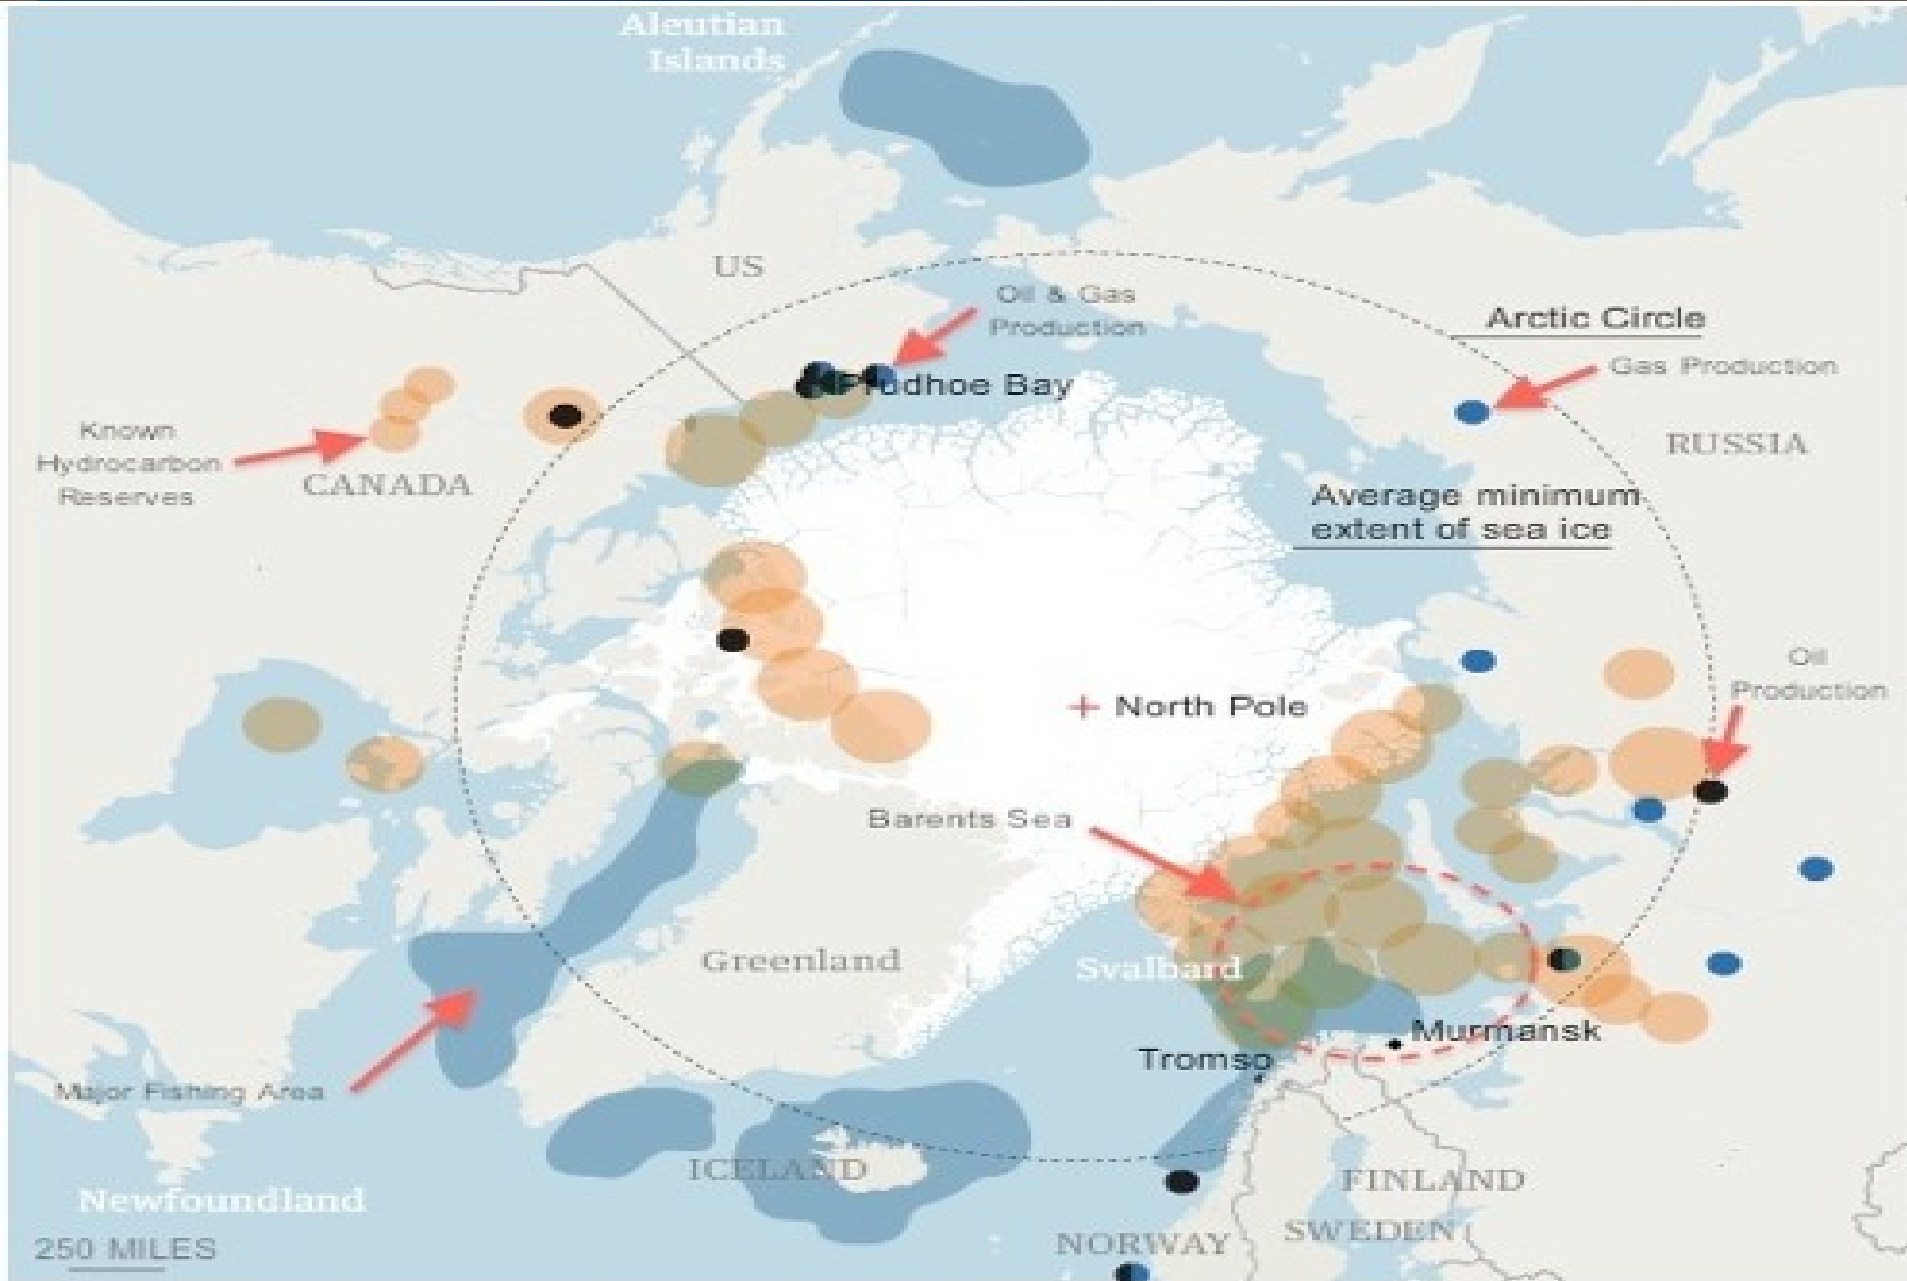 Aleutian
Islands
US
Oil & Gas
Production
Arctic Circle
Gas Production
Prudhoe Bay
Known
Hydrocarbon
Reserves
CANADA
RUSSIA
Average minimum
extent of sea ice
Oil
Production
North Pole
Barents Sea
Greenland
Svalbard
Murmansk
Tromso
Major Fishing Area
ICELAND
FINLAND
Newfoundland
SWEDEN
NORWAY
250 MILES